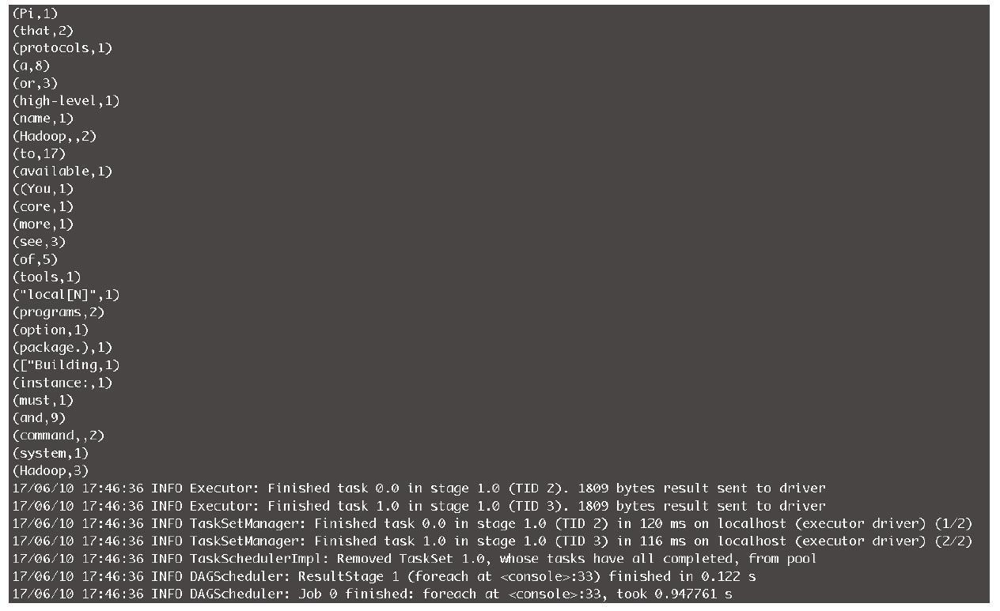 (Pi,1)
(that,2)
(protocols,1)
(a,8)
(or,3)
(high-level,1)
(name,1)
(Hadoop,,2)
(to,17)
(available,1)
((You,1)
(core,1)
(more,1)
(see,3)
(of,5)
(tools,1)
("local[N]",1)
(programs,2)
(option,1)
(package.),1)
(["Building,1)
(instance:,1)
(must,1)
(and,9)
(command,,2)
(system,1)
(Hadoop,3)
17/06/10 17:46:36 INFO Executor: Finished task 0.0 in stage 1.0 (TID 2). 1809 bytes result sent to driver
17/06/10 17:46:36 INFO Executor: Finished task 1.0 in stage 1.0 (TID 3). 1809 bytes result sent to driver
17/06/10 17:46:36 INFO TaskSetManager: Finished task 0.0 in stage 1.0 (TID 2) in 120 ms on localhost (executor driver) (1/2)
17/06/10 17:46:36 INFO TaskSetManager: Finished task 1.0 in stage 1.0 (TID 3) in 116 ms on localhost (executor driver) (2/2)
17/06/10 17:46:36 INFO TaskSchedulerImpl: Removed TaskSet 1.0, whose tasks have all completed, from pool
17/06/10 17:46:36 INFO DAGScheduler: ResultStage 1 (foreach at <console>:33) finished in 0.122 s
17/06/10 17:46:36 INFO DAGScheduler: Job 0 finished: foreach at <console>:33, took 0.947761 s